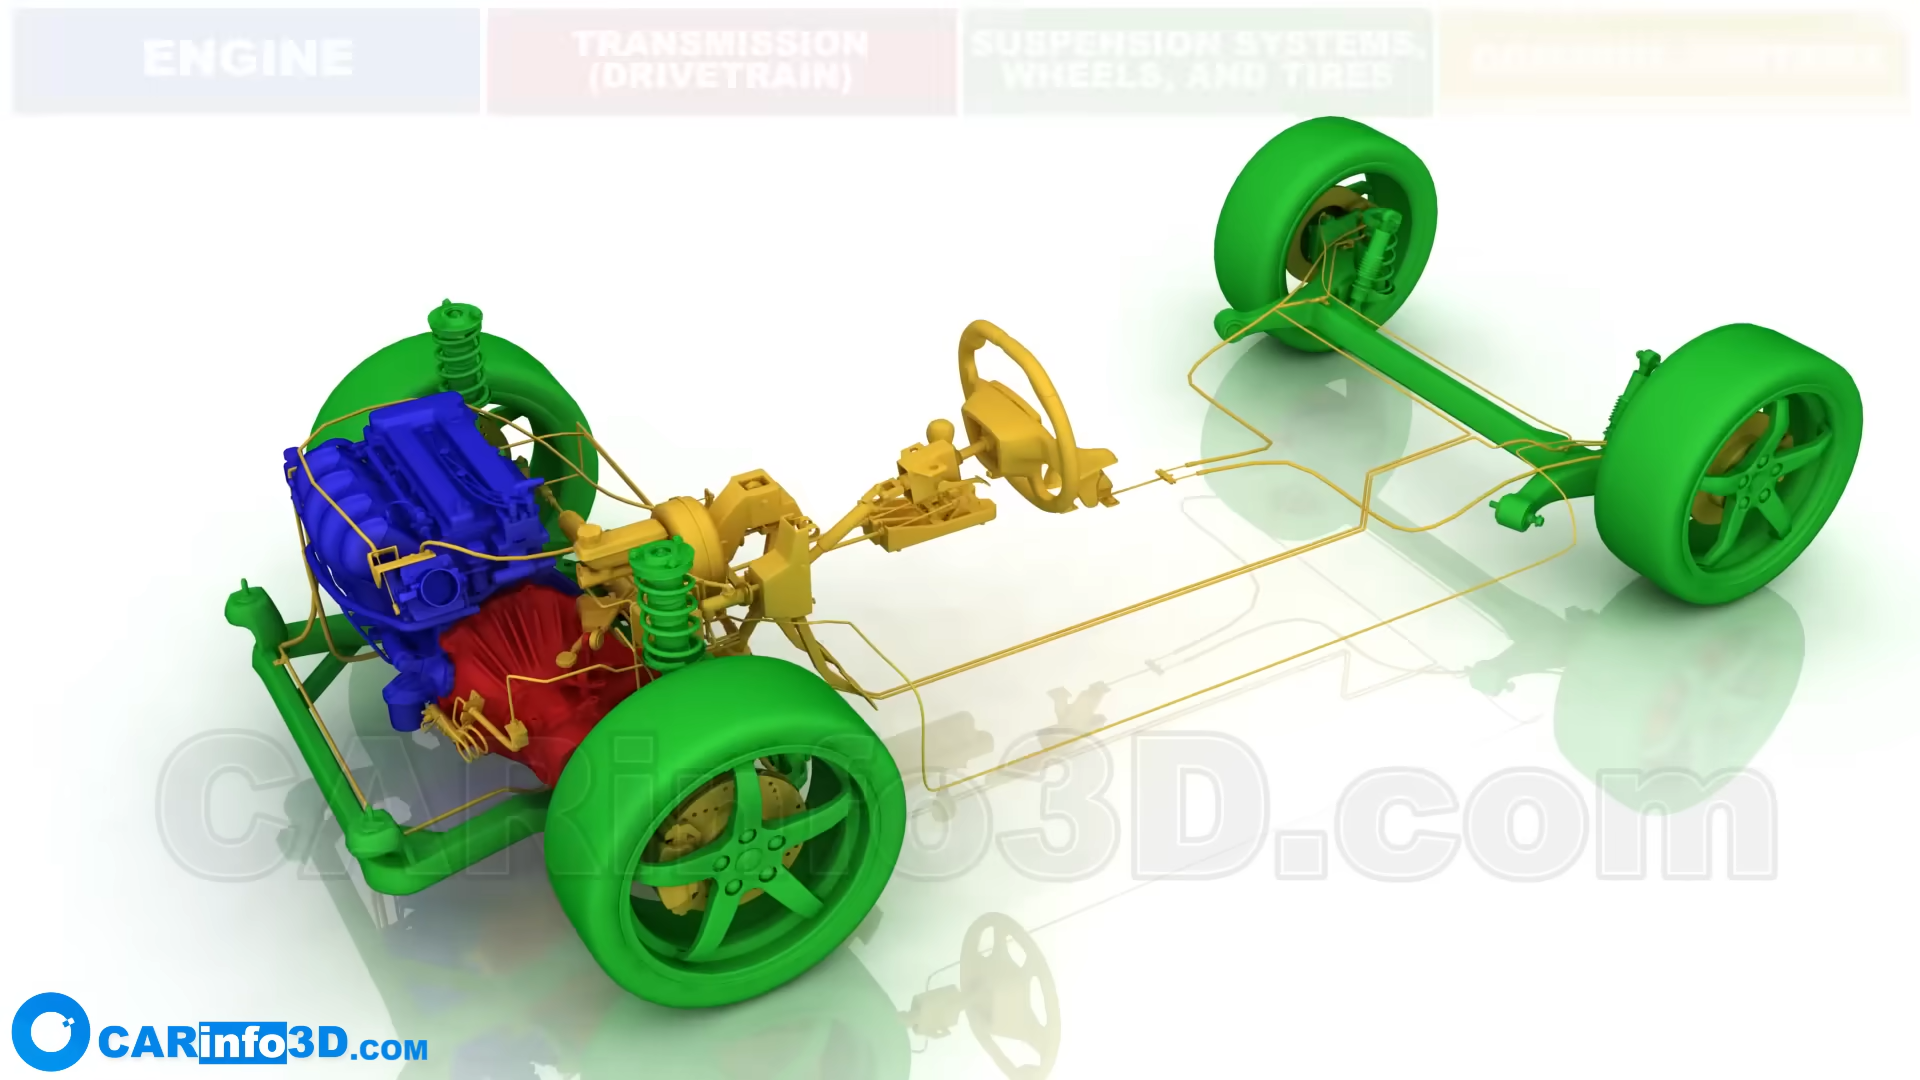 ENGINE
TRANSMISSION
(DRIVETRAIN)
SUSPENSION SYSTEMS,
WHEELS, AND TIRES
CARinfo3D.com
CARinfo3D.COM